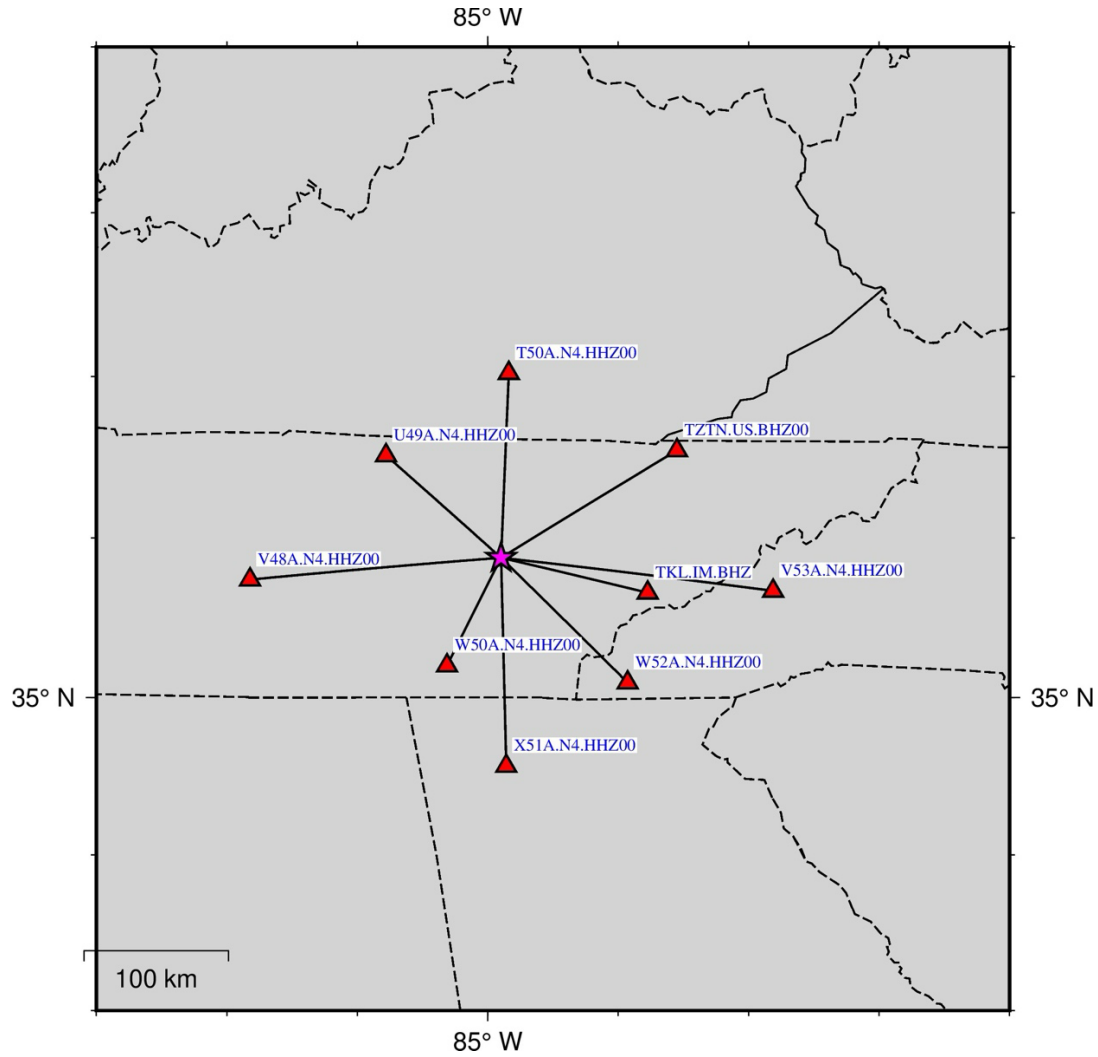 85° W
T50A.N4.HHZ00
TZTN.US.BHZ00
U49A.N4.HHZ00
V48A.N4.HHZ00
TKL.IM.BHZ
V53A.N4.HHZ00
W50A.N4.HHZ00
W52A.N4.HHZ00
35° N
35° N
X51A.N4.HHZ00
100 km
85° W